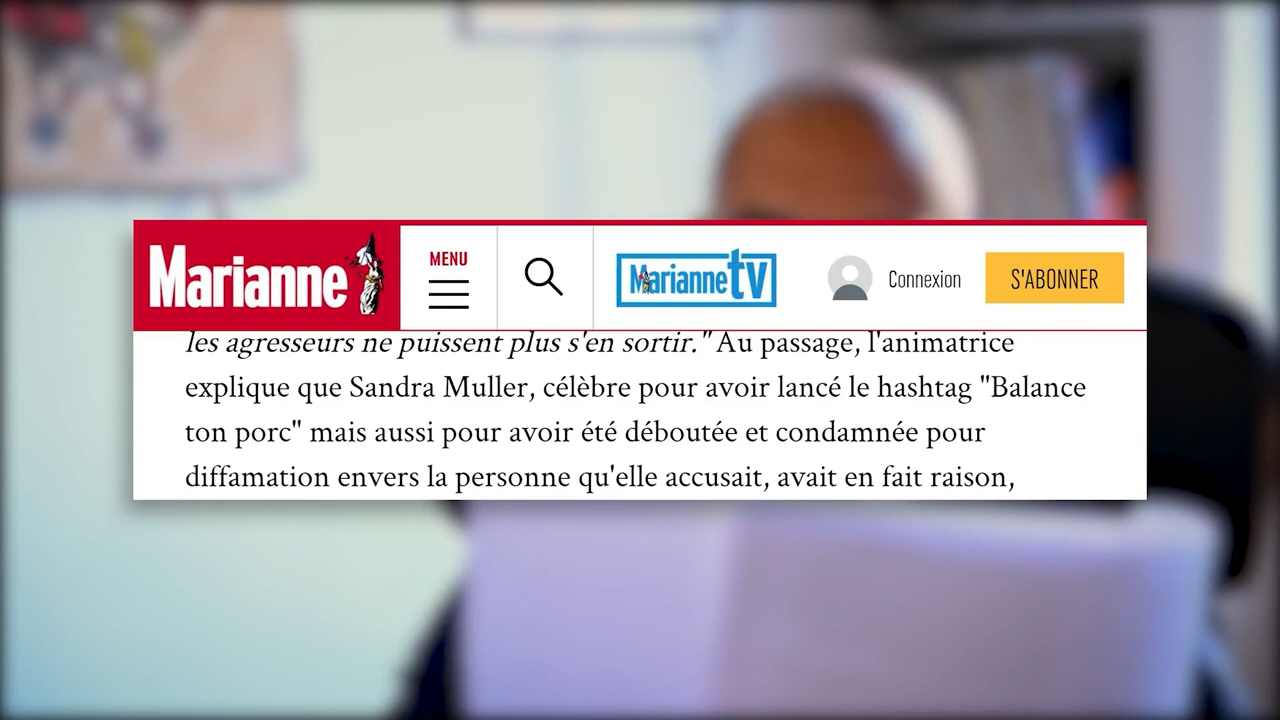 Marianne
MENU
MarianneTV
Connexion
S'ABONNER
les agresseurs ne puissent plus s'en sortir." Au passage, l'animatrice
explique que Sandra Muller, célèbre pour avoir lancé le hashtag "Balance
ton porc" mais aussi pour avoir été déboutée et condamnée pour
diffamation envers la personne qu'elle accusait, avait en fait raison,